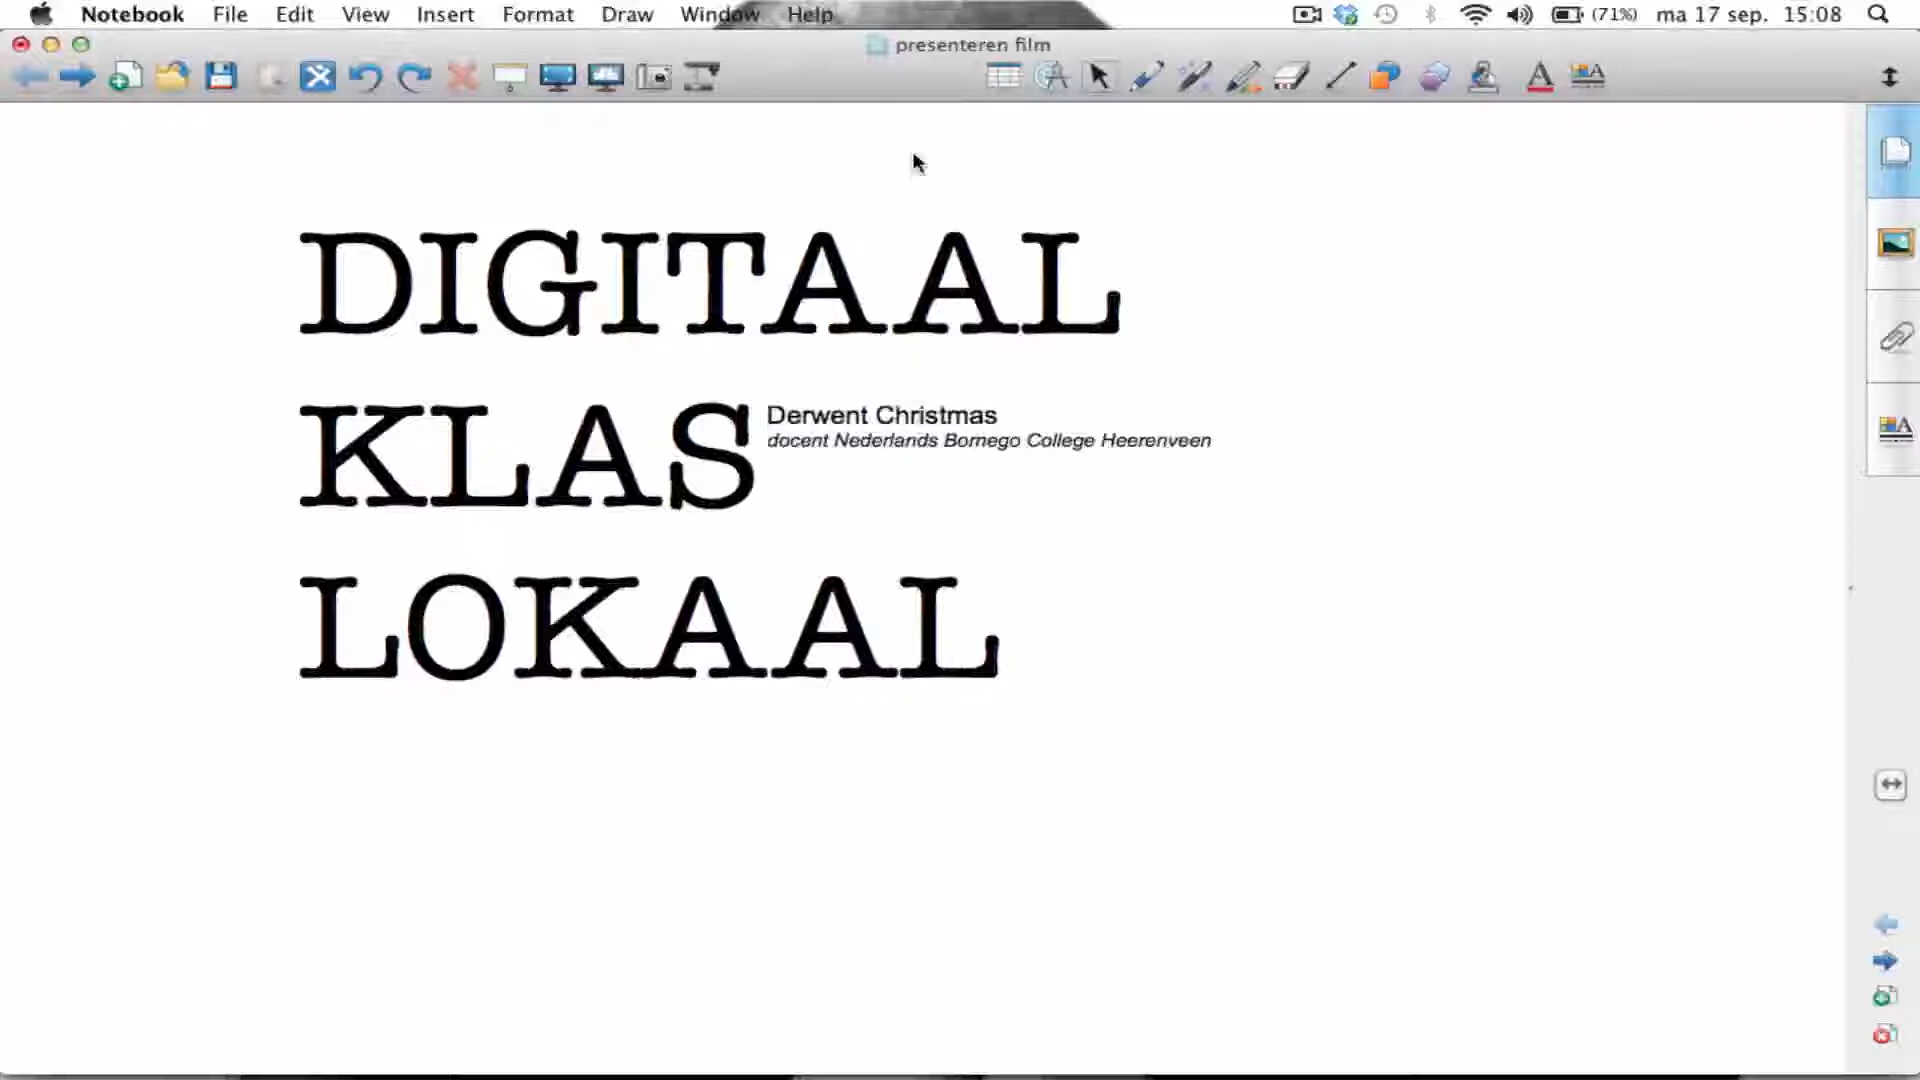 Notebook File Edit View Insert Format Draw Window Help (71%) ma 17 sep. 15:08
presenteren film
DIGITAAL
KLAS
Derwent Christmas
docent Nederlands Bornego College Heerenveen
LOKAAL